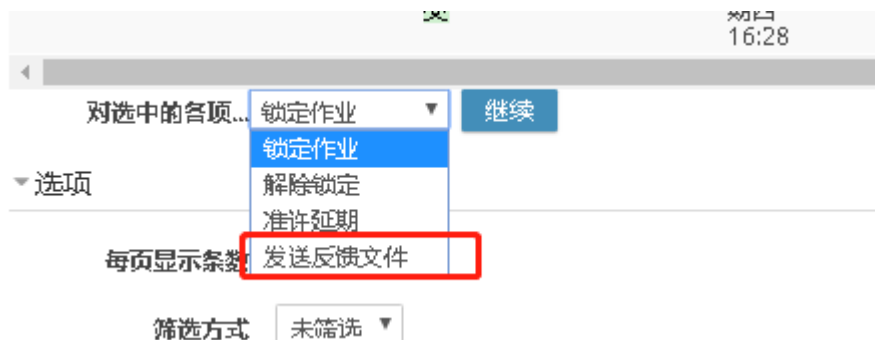 16:28
对选中的各项... 锁定作业 继续
锁定作业
选项
解除锁定
准许延期
每页显示条数 发送反馈文件
筛选方式 未筛选